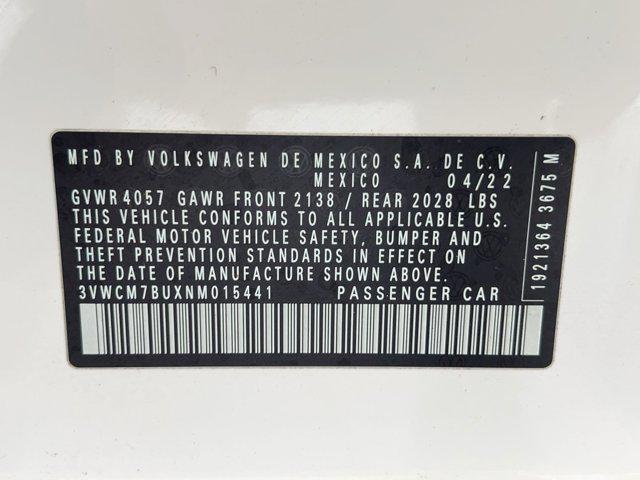 MFD BY VOLKSWAGEN DE MEXICO S.A. DE C.V.
MEXICO 04/22
GVWR 4057 GAWR FRONT 2138 / REAR 2028 LBS
THIS VEHICLE CONFORMS TO ALL APPLICABLE U.S.
FEDERAL MOTOR VEHICLE SAFETY, BUMPER AND
THEFT PREVENTION STANDARDS IN EFFECT ON
THE DATE OF MANUFACTURE SHOWN ABOVE.
3VWCM7BUXNM015441 PASSENGER CAR
1921364 3675 M